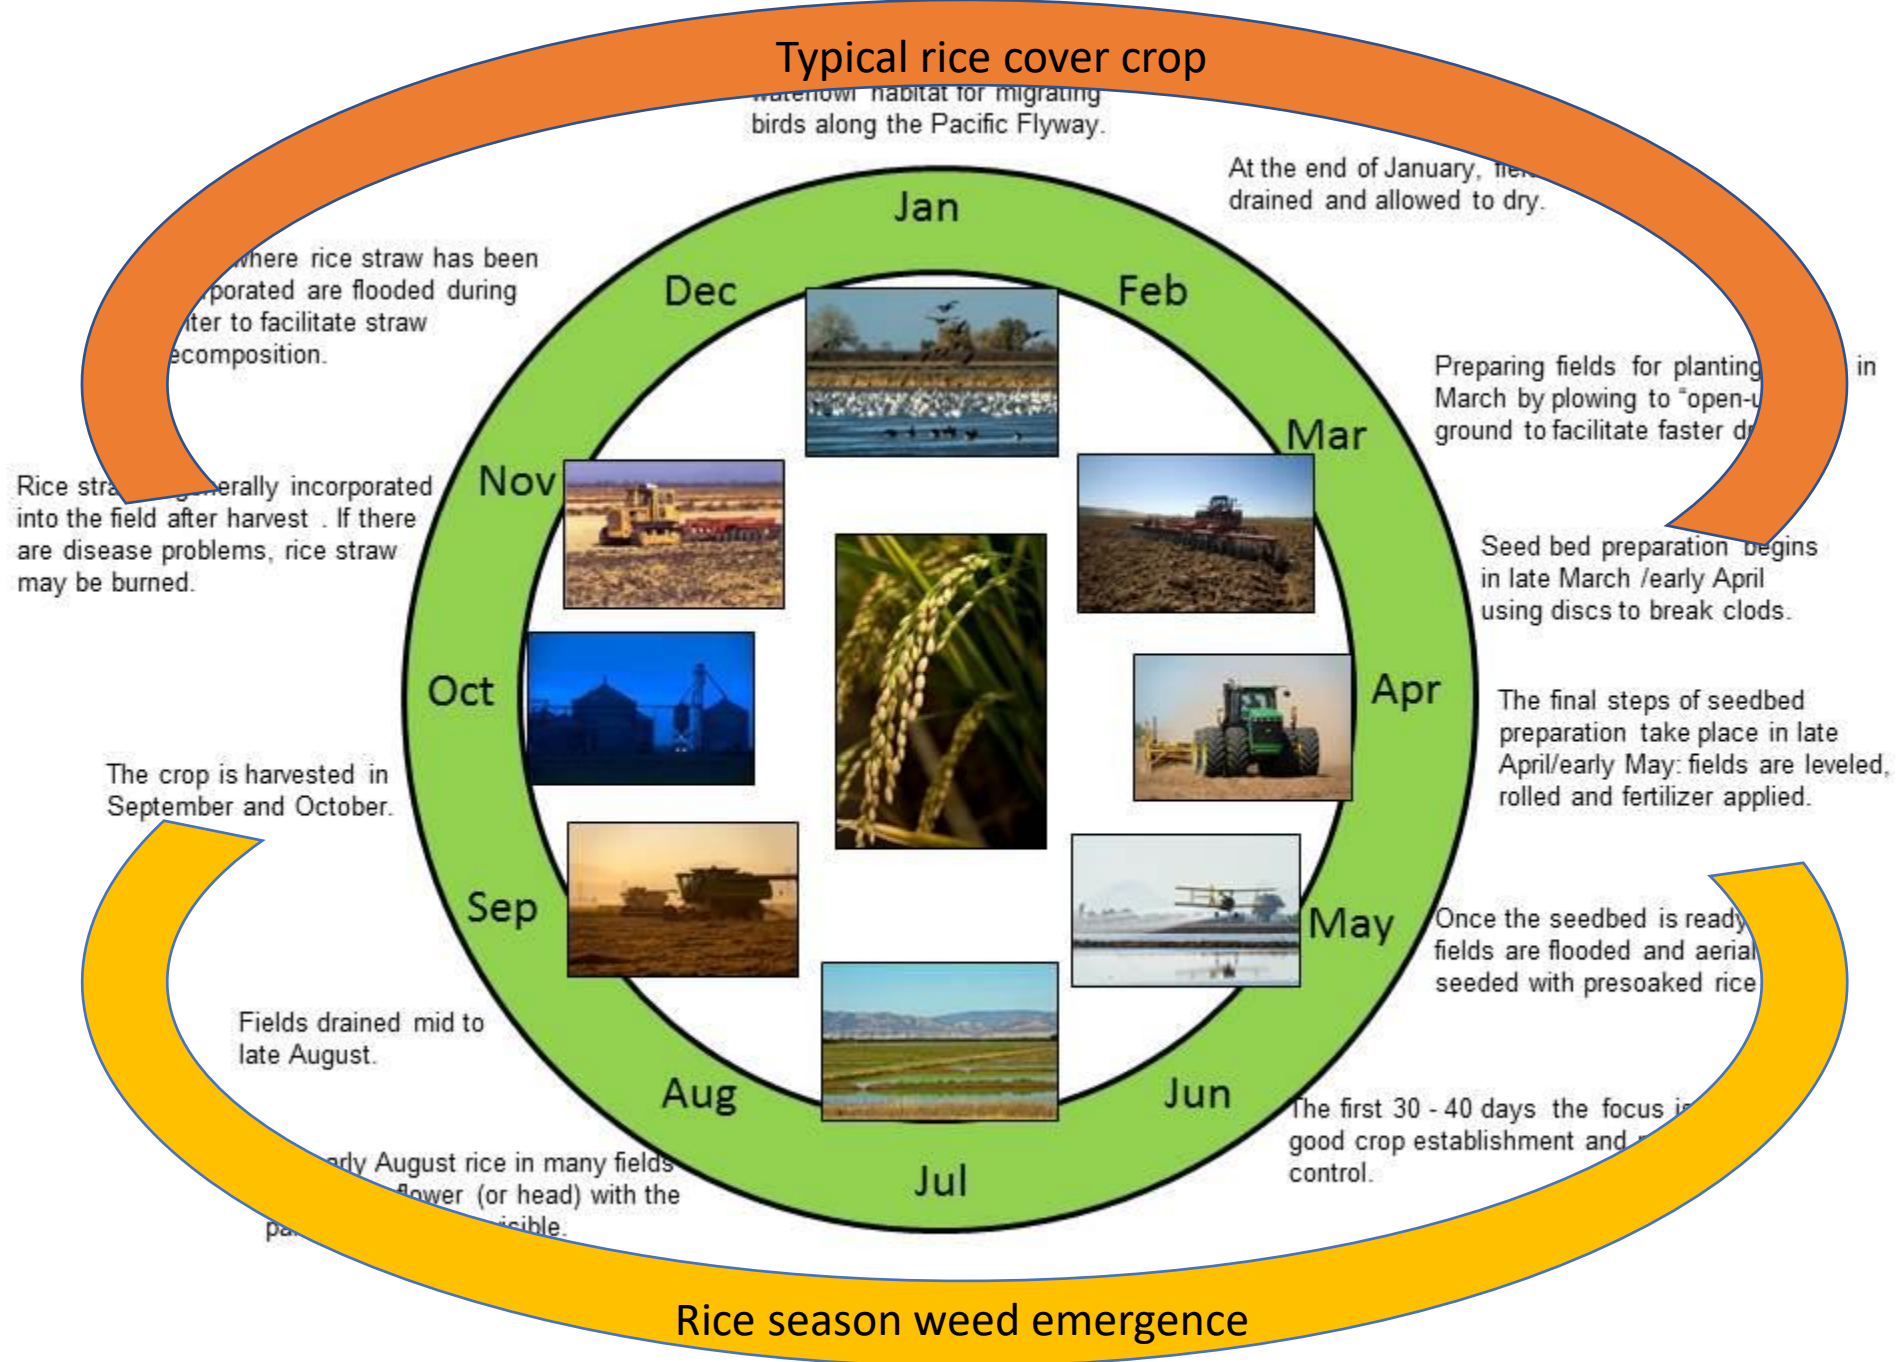 Typical rice cover crop
waterfowl habitat for migrating
birds along the Pacific Flyway.
At the end of January,
drained and allowed to dry.
where rice straw has been
are flooded during
to facilitate straw
Preparing fields for planting in
March by plowing to "open-
ground to facilitate faster
Rice generally incorporated
into the field after harvest . If there
are disease problems, rice straw
may be burned.
Seed bed preparation begins
in late March /early April
using discs to break clods.
The final steps of seedbed
preparation take place in late
April/early May: fields are leveled,
rolled and fertilizer applied.
The crop is harvested in
September and October.
Once the seedbed is ready
fields are flooded and aerial
seeded with presoaked rice
Fields drained mid to
late August.
The first 30 - 40 days the focus is
good crop establishment and
control.
August rice in many fields
flower (or head) with the
Jan
Feb
Mar
Apr
May
Jun
Jul
Aug
Sep
Oct
Nov
Dec
Rice season weed emergence